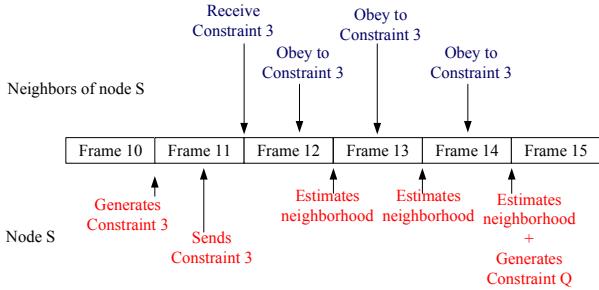 Receive
Constraint 3
Obey to
Constraint 3
Obey to
Constraint 3
Obey to
Constraint 3
Neighbors of node S
Frame 10
Frame 11
Frame 12
Frame 13
Frame 14
Frame 15
Generates
Constraint 3
Sends
Constraint 3
Estimates
neighborhood
Estimates
neighborhood
Estimates
neighborhood
+
Generates
Constraint Q
Node S